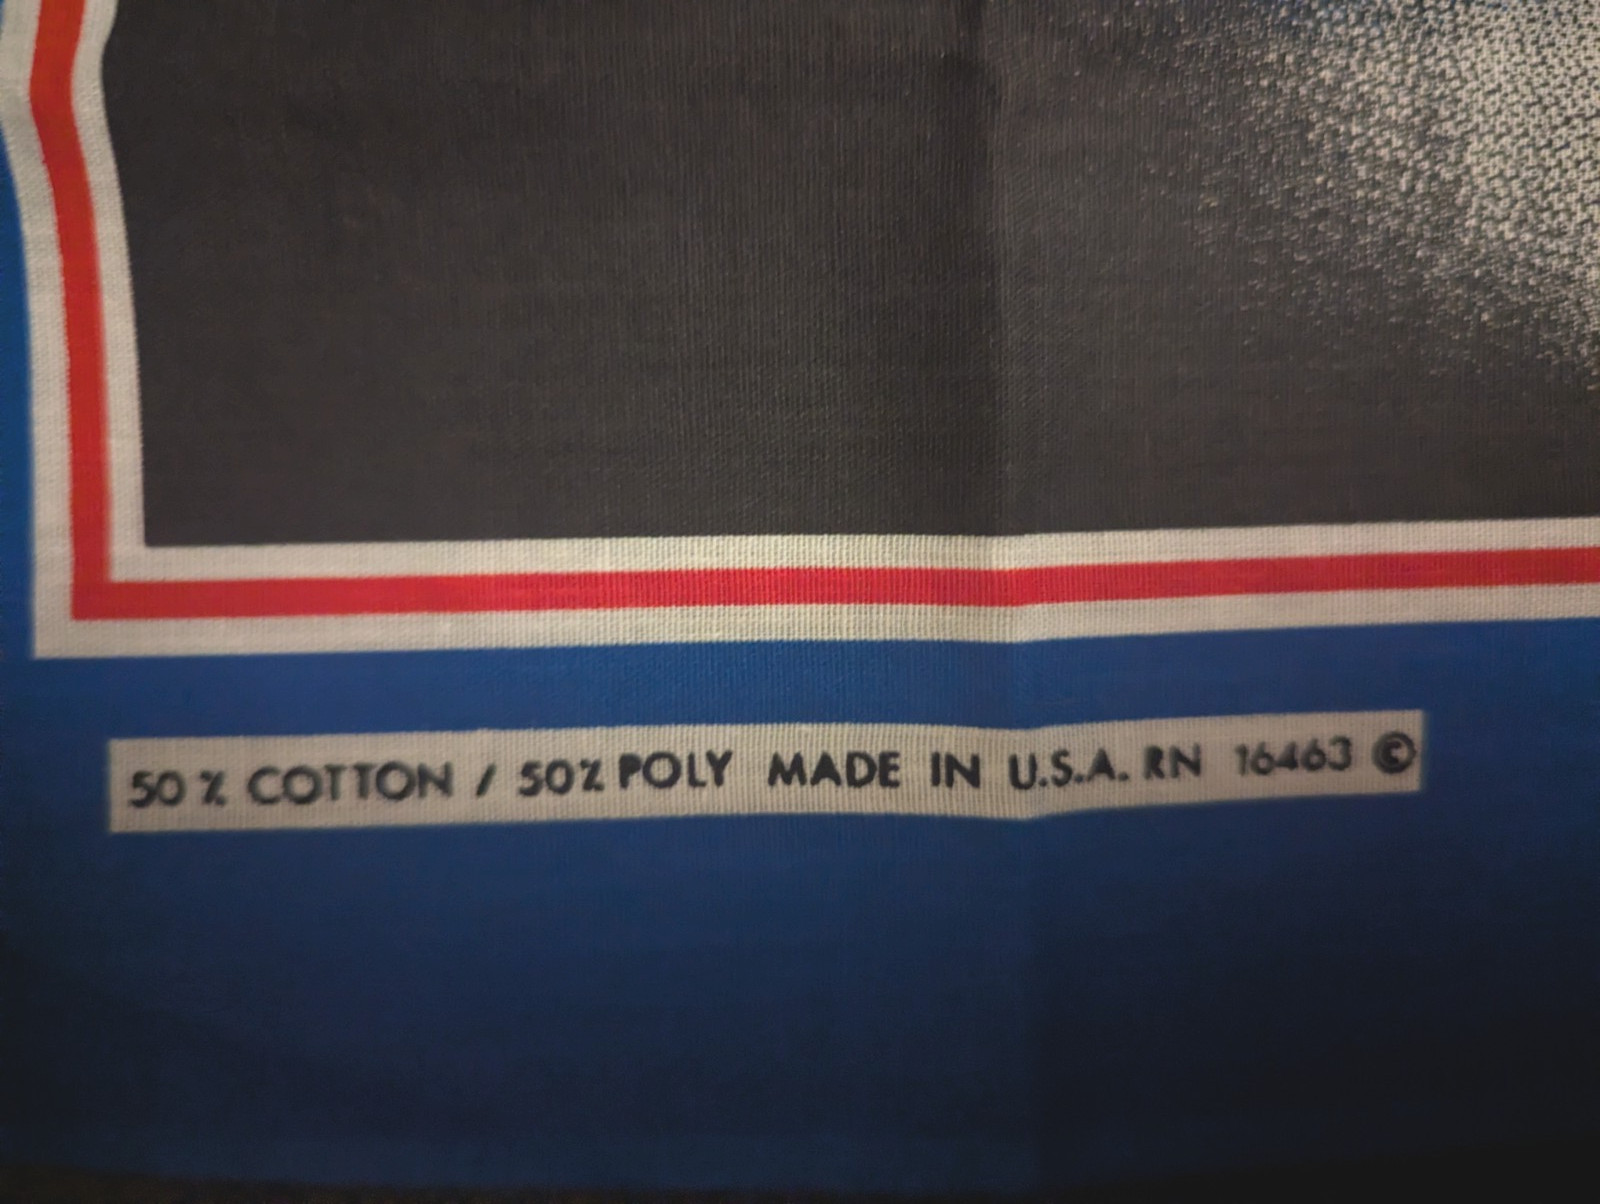 50 % COTTON / 50% POLY MADE IN U.S.A. RN 16463 ©